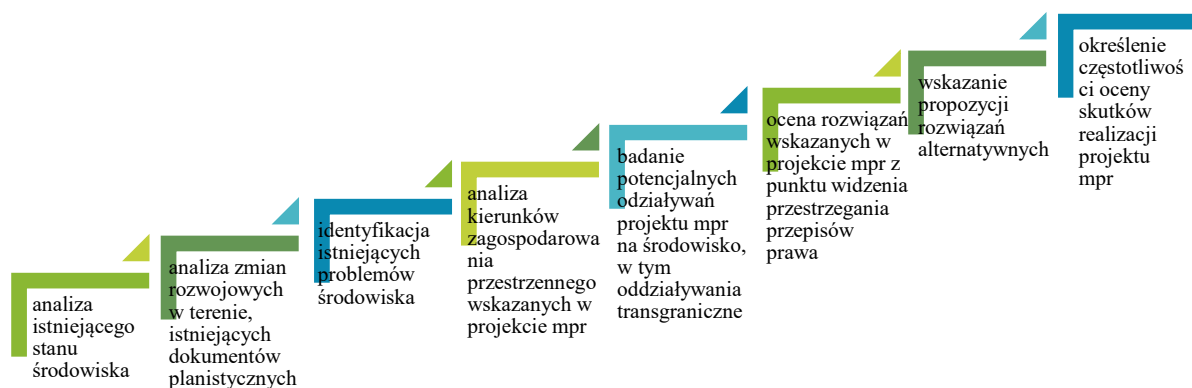 analiza
istniejącego
stanu
środowiska
analiza zmian
rozwojowych
w terenie,
istniejących
dokumentów
planistycznych
identyfikacja
istniejących
problemów
środowiska
analiza
kierunków
zagospodarowa
nia
przestrzennego
wskazanych w
projekcie mpr
badanie
potencjalnych
odziaływań
projektu mpr
na środowisko,
w tym
oddziaływania
transgraniczne
ocena rozwiązań
wskazanych w
projekcie mpr z
punktu widzenia
przestrzegania
przepisów
prawa
wskazanie
propozycji
rozwiązań
alternatywnych
określenie
częstotliwoś
ci oceny
skutków
realizacji
projektu
mpr